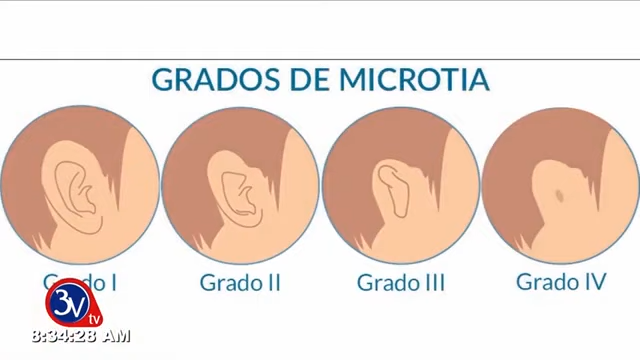 GRADOS DE MICROTIA
Grado I
Grado II
Grado III
Grado IV
3V
tv
8:34:28 AM